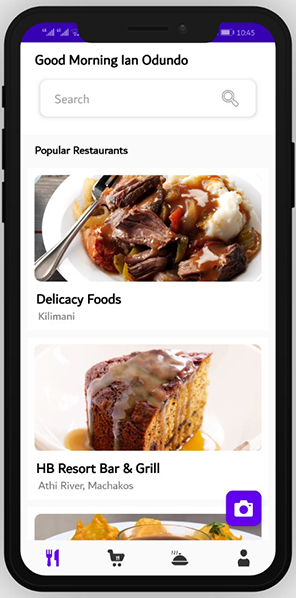 10:45
Good Morning Ian Odundo
Search
Popular Restaurants
Delicacy Foods
Kilimani
HB Resort Bar & Grill
Athi River, Machakos